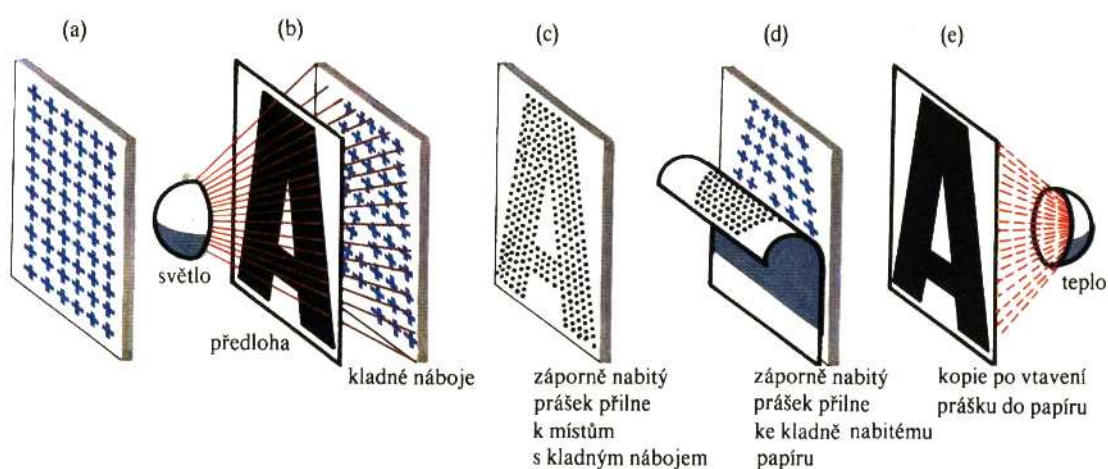 (a)
(b)
(c)
(d)
(e)
A
A
A
světlo
předloha
kladné náboje
záporně nabitý
prášek přilne
k místům
s kladným nábojem
záporně nabitý
prášek přilne
ke kladně nabitému
papíru
teplo
kopie po vtavení
prášku do papíru